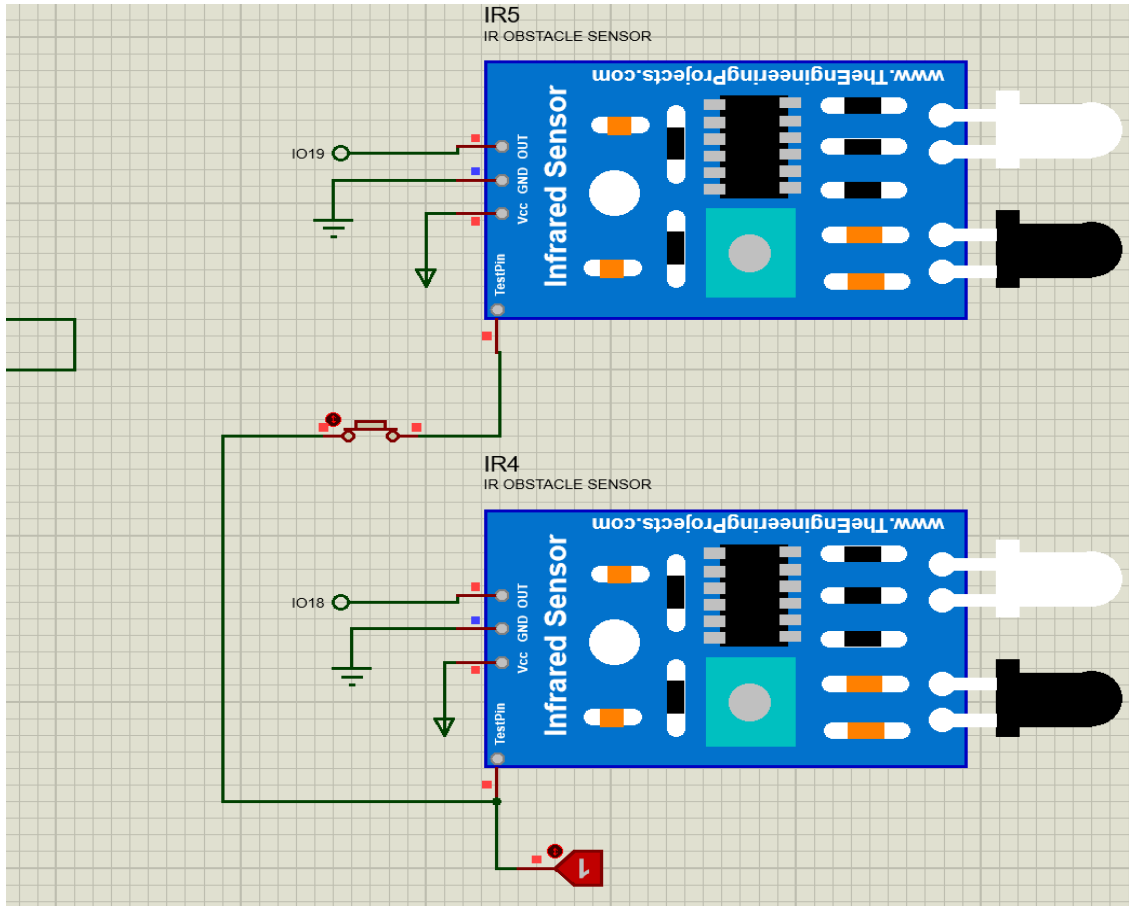 IR5
IR OBSTACLE SENSOR
www.TheEngineeringProjects.com
Infrared Sensor
OUT
GND
Vcc
TestPin
IO19
IR4
IR OBSTACLE SENSOR
www.TheEngineeringProjects.com
Infrared Sensor
OUT
GND
Vcc
TestPin
IO18
1